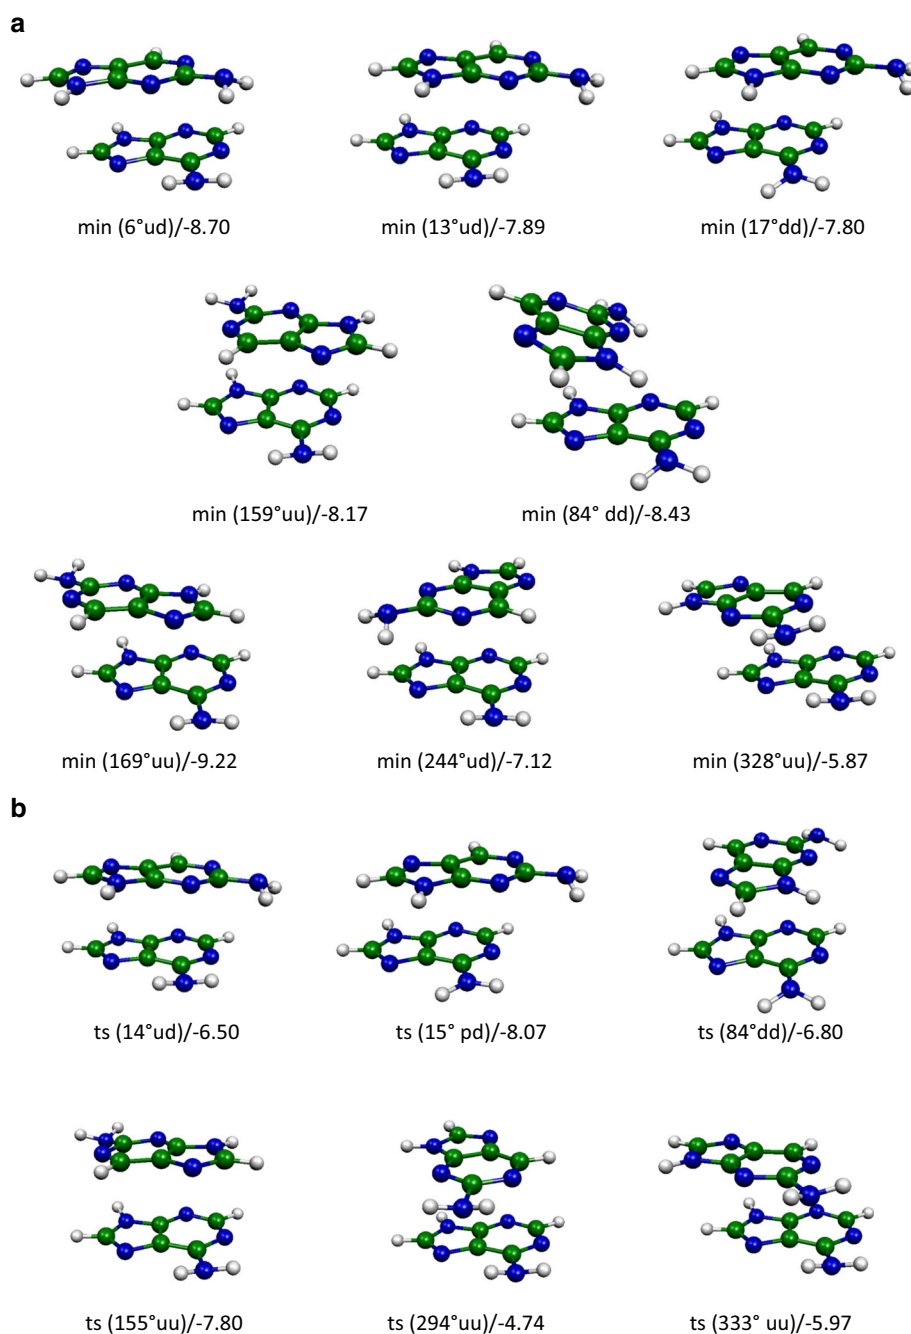 a
min (6°ud)/-8.70
min (13°ud)/-7.89
min (17°dd)/-7.80
min (159°uu)/-8.17
min (84° dd)/-8.43
min (169°uu)/-9.22
min (244°ud)/-7.12
min (328°uu)/-5.87
b
ts (14°ud)/-6.50
ts (15° pd)/-8.07
ts (84°dd)/-6.80
ts (155°uu)/-7.80
ts (294°uu)/-4.74
ts (333° uu)/-5.97